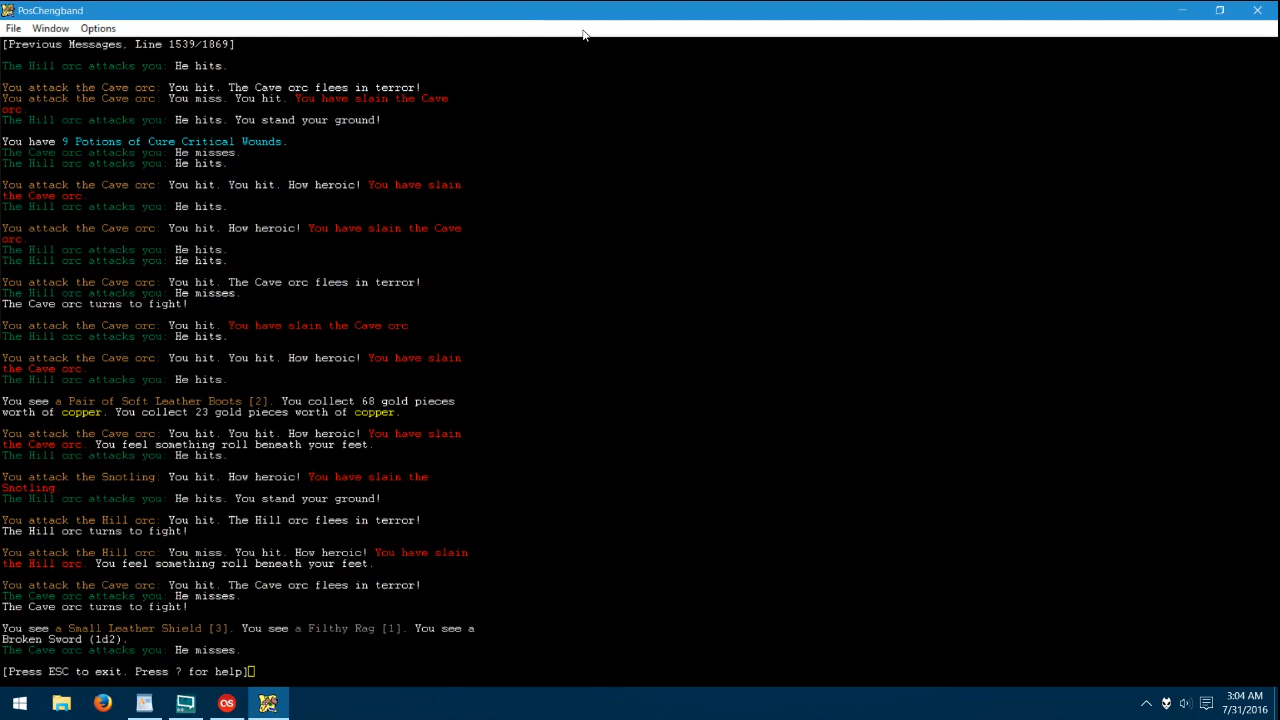 PosChengband
File Window Options
[Previous Messages, Line 1539/1869]
The Hill orc attacks you: He hits.
You attack the Cave orc: You hit. The Cave orc flees in terror!
You attack the Cave orc: You miss. You hit. You have slain the Cave
orc.
The Hill orc attacks you: He hits. You stand your ground!
You have 9 Potions of Cure Critical Wounds.
The Cave orc attacks you: He misses.
The Hill orc attacks you: He hits.
You attack the Cave orc: You hit. You hit. How heroic! You have slain
the Cave orc.
The Hill orc attacks you: He hits.
You attack the Cave orc: You hit. How heroic! You have slain the Cave
orc.
The Hill orc attacks you: He hits.
The Hill orc attacks you: He hits.
You attack the Cave orc: You hit. The Cave orc flees in terror!
The Hill orc attacks you: He misses.
The Cave orc turns to fight!
You attack the Cave orc: You hit. You have slain the Cave orc.
The Hill orc attacks you: He hits.
You attack the Cave orc: You hit. You hit. How heroic! You have slain
the Cave orc.
The Hill orc attacks you: He hits.
You see a Pair of Soft Leather Boots [2]. You collect 68 gold pieces
worth of copper. You collect 23 gold pieces worth of copper.
You attack the Cave orc: You hit. You hit. How heroic! You have slain
the Cave orc. You feel something roll beneath your feet.
The Hill orc attacks you: He hits.
You attack the Snotling: You hit. How heroic! You have slain the
Snotling.
The Hill orc attacks you: He hits. You stand your ground!
You attack the Hill orc: You hit. The Hill orc flees in terror!
The Hill orc turns to fight!
You attack the Hill orc: You miss. You hit. How heroic! You have slain
the Hill orc. You feel something roll beneath your feet.
You attack the Cave orc: You hit. The Cave orc flees in terror!
The Cave orc attacks you: He misses.
The Cave orc turns to fight!
You see a Small Leather Shield [3]. You see a Filthy Rag [1]. You see a
Broken Sword (1d2).
The Cave orc attacks you: He misses.
[Press ESC to exit. Press ? for help]
3:04 AM
7/31/2016